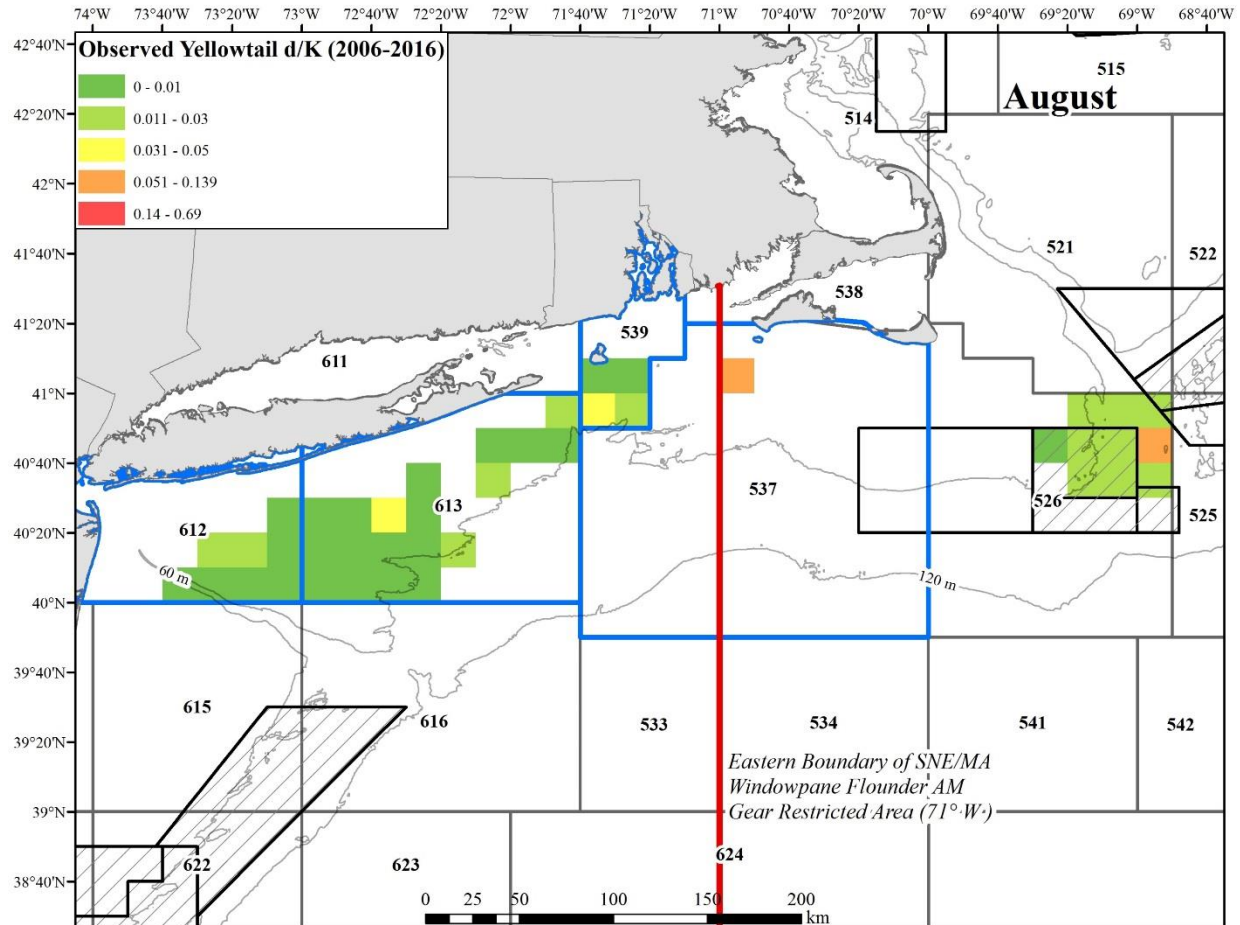 74°W 73°40'W 73°20'W 73°W 72°40'W 72°20'W 72°W 71°40'W 71°20'W 71°W 70°40'W 70°20'W 70°W 69°40'W 69°20'W 69°W 68°40'W
42°40'N
42°20'N
42°N
41°40'N
41°20'N
41°N
40°40'N
40°20'N
40°N
39°40'N
39°20'N
39°N
38°40'N
Observed Yellowtail d/K (2006-2016)
0 - 0.01
0.011 - 0.03
0.031 - 0.05
0.051 - 0.139
0.14 - 0.69
515
August
514
521
522
538
539
611
537
613
612
526
525
60 m
120 m
615
616
533
534
541
542
Eastern Boundary of SNE/MA
Windowpane Flounder AM
Gear Restricted Area (71° W)
622
623
624
0 25 50 100 150 200
km